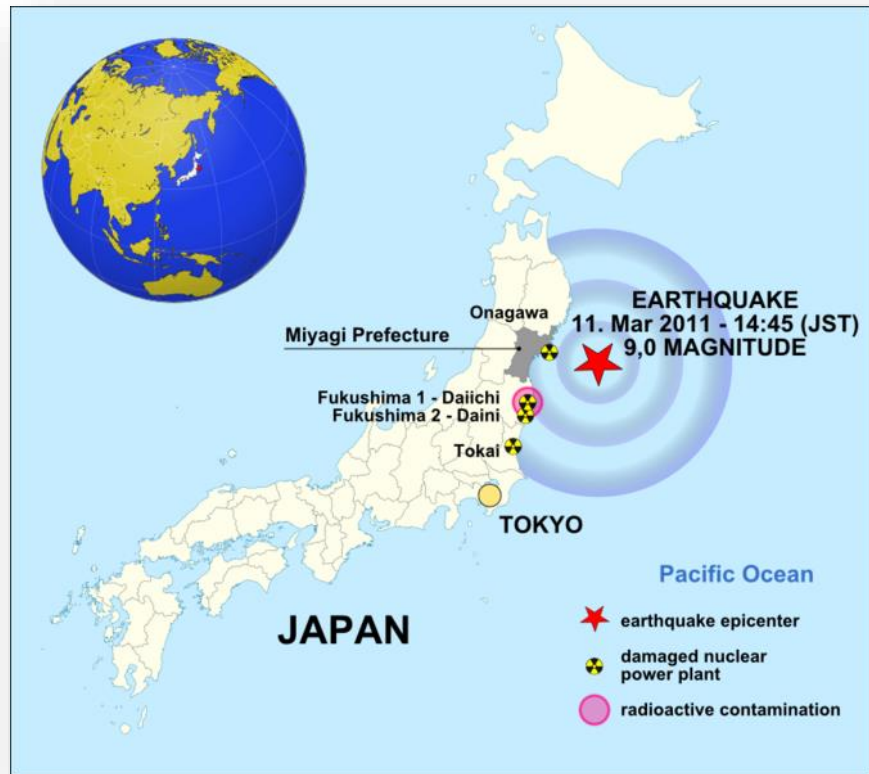 EARTHQUAKE
11. Mar 2011 - 14:45 (JST)
9,0 MAGNITUDE
Onagawa
Miyagi Prefecture
Fukushima 1 - Daiichi
Fukushima 2 - Daini
Tokai
TOKYO
JAPAN
Pacific Ocean
earthquake epicenter
damaged nuclear
power plant
radioactive contamination